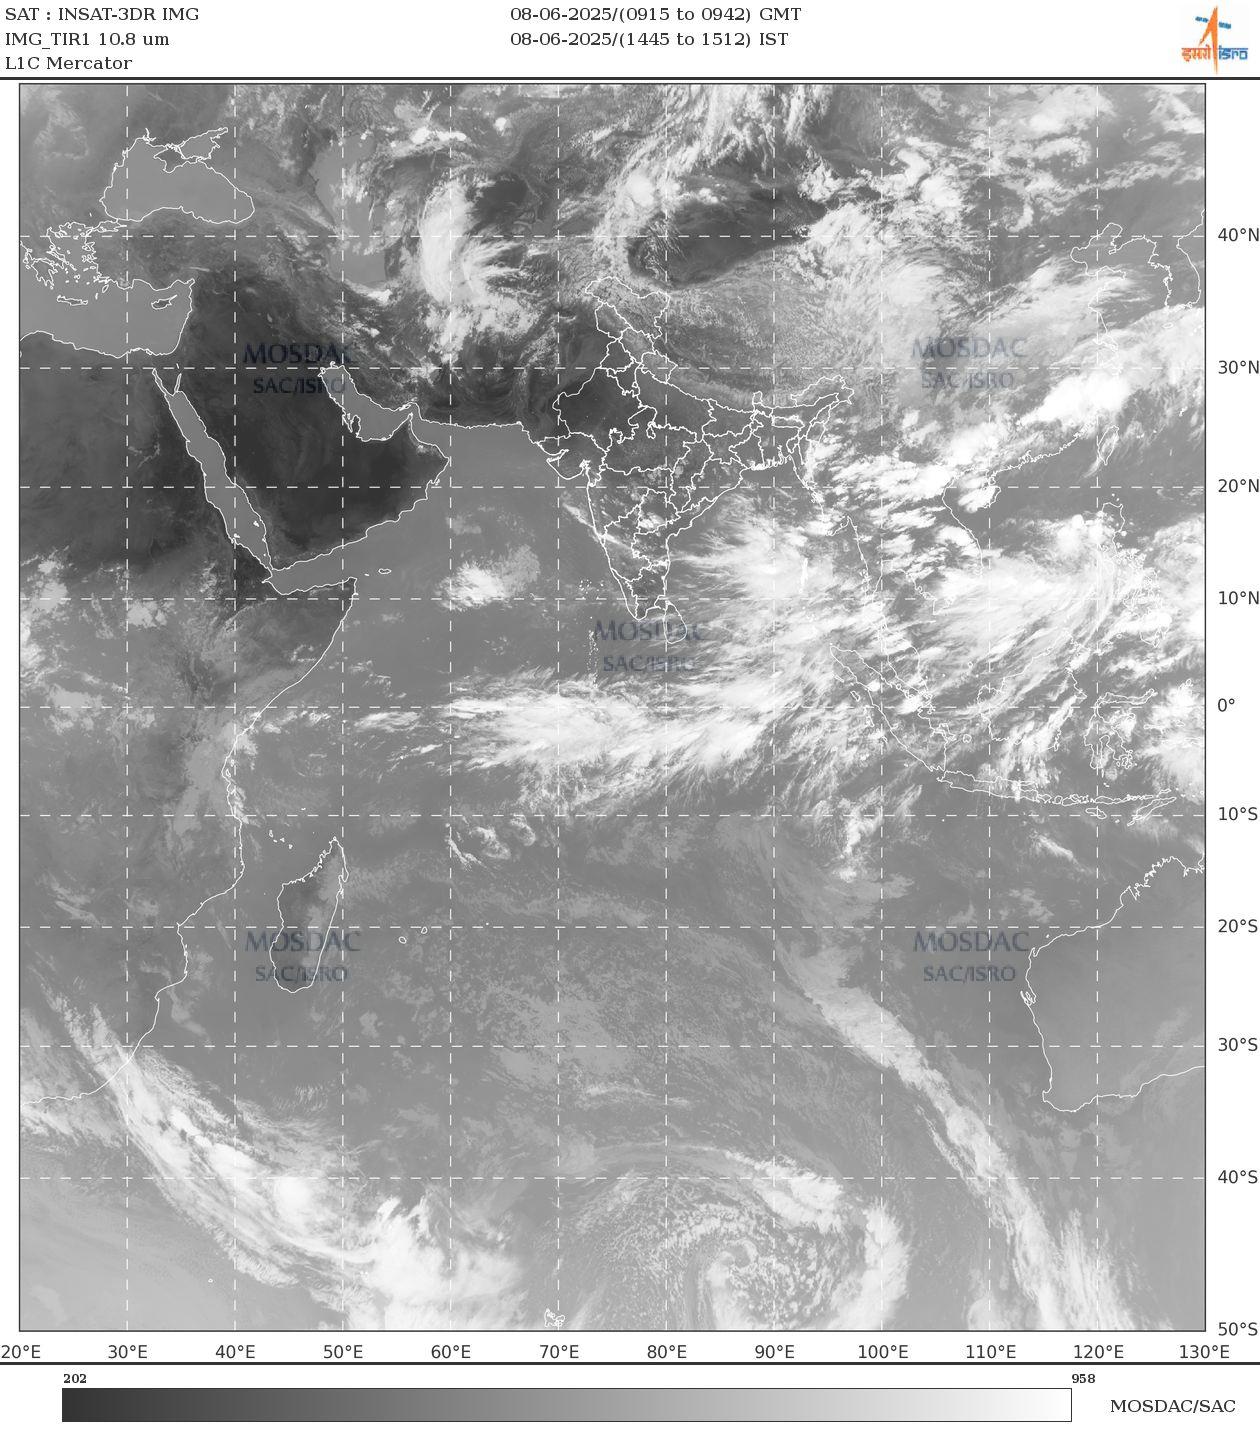 SAT : INSAT-3DR IMG
08-06-2025/(0915 to 0942) GMT
IMG_TIR1 10.8 um
08-06-2025/(1445 to 1512) IST
L1C Mercator
इसरो isro
40°N
MOSDAC
SAC/ISRO
MOSDAC
SAC/ISRO
30°N
20°N
10°N
MOSDAC
SAC/ISRO
0°
10°S
20°S
MOSDAC
SAC/ISRO
MOSDAC
SAC/ISRO
30°S
40°S
50°S
20°E 30°E 40°E 50°E 60°E 70°E 80°E 90°E 100°E 110°E 120°E 130°E
202
958
MOSDAC/SAC